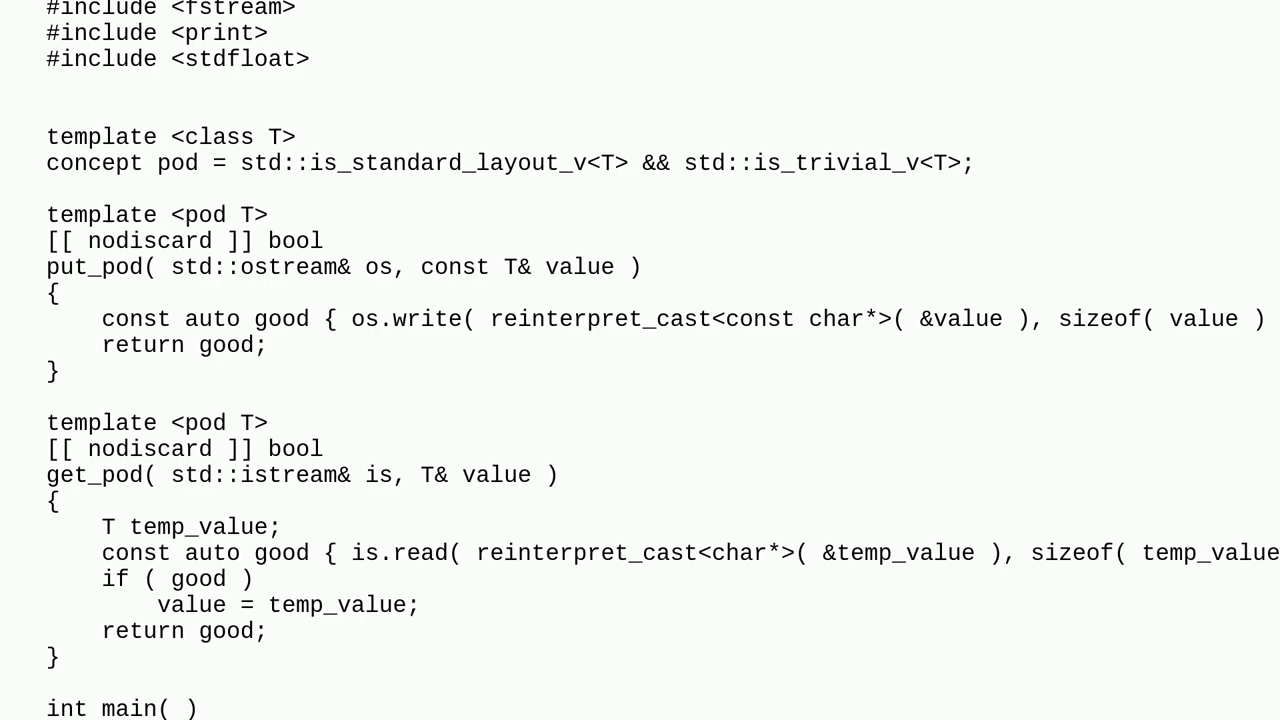 #include <fstream>
#include <print>
#include <stdfloat>
template <class T>
concept pod = std::is_standard_layout_v<T> && std::is_trivial_v<T>;
template <pod T>
[[ nodiscard ]] bool
put_pod( std::ostream& os, const T& value )
{
    const auto good { os.write( reinterpret_cast<const char*>( &value ), sizeof( value )
    return good;
}
template <pod T>
[[ nodiscard ]] bool
get_pod( std::istream& is, T& value )
{
    T temp_value;
    const auto good { is.read( reinterpret_cast<char*>( &temp_value ), sizeof( temp_value
    if ( good )
        value = temp_value;
    return good;
}
int main( )